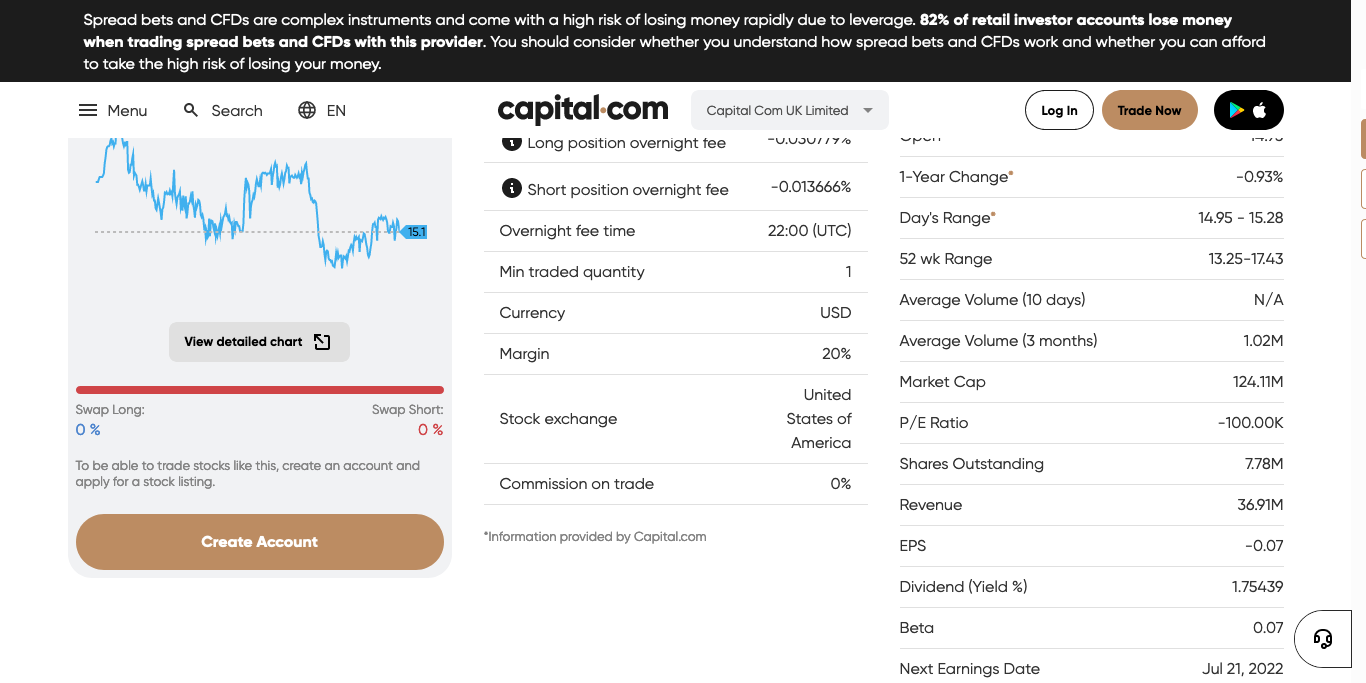 Spread bets and CFDs are complex instruments and come with a high risk of losing money rapidly due to leverage. 82% of retail investor accounts lose money
when trading spread bets and CFDs with this provider. You should consider whether you understand how spread bets and CFDs work and whether you can afford
to take the high risk of losing your money.
Menu
Search
EN
capital.com
Capital Com UK Limited
Log In
Trade Now
15.1
View detailed chart
Swap Long:
Swap Short:
0 %
0 %
To be able to trade stocks like this, create an account and
apply for a stock listing.
Create Account
Long position overnight fee -0.030779%
Short position overnight fee -0.013666%
Overnight fee time 22:00 (UTC)
Min traded quantity 1
Currency USD
Margin 20%
Stock exchange United
States of
America
Commission on trade 0%
*Information provided by Capital.com
Open 14.95
1-Year Change* -0.93%
Day's Range* 14.95 - 15.28
52 wk Range 13.25-17.43
Average Volume (10 days) N/A
Average Volume (3 months) 1.02M
Market Cap 124.11M
P/E Ratio -100.00K
Shares Outstanding 7.78M
Revenue 36.91M
EPS -0.07
Dividend (Yield %) 1.75439
Beta 0.07
Next Earnings Date Jul 21, 2022